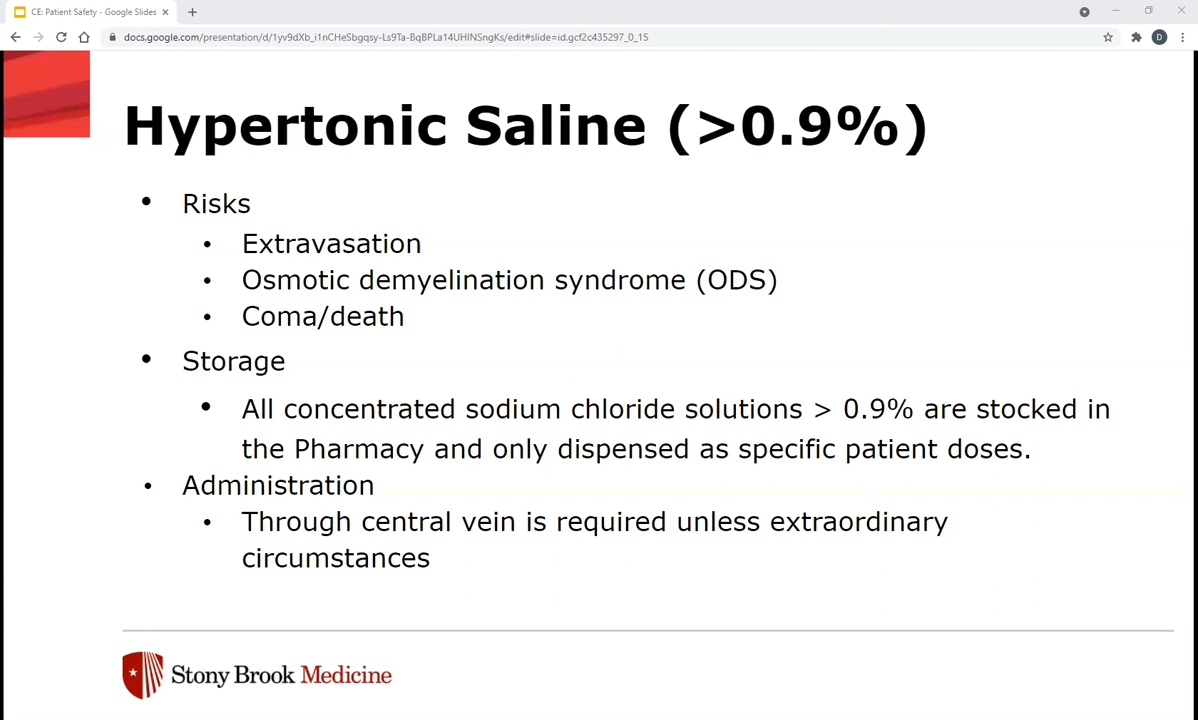 CE: Patient Safety - Google Slides
docs.google.com/presentation/d/1yv9dXb_i1nCHeSbgqsy-Ls9Ta-BqBPLa14UHINSngKs/edit#slide=id.gcf2c435297_0_15
D
Hypertonic Saline (>0.9%)
• Risks
• Extravasation
• Osmotic demyelination syndrome (ODS)
• Coma/death
• Storage
• All concentrated sodium chloride solutions > 0.9% are stocked in
the Pharmacy and only dispensed as specific patient doses.
• Administration
• Through central vein is required unless extraordinary
circumstances
Stony Brook Medicine